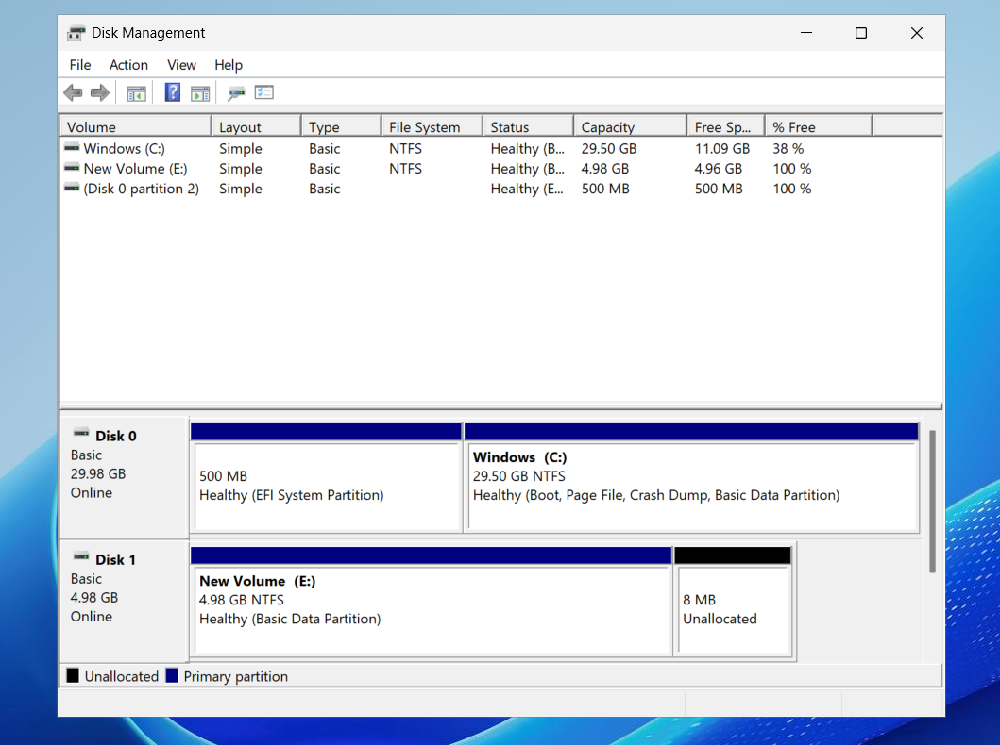 Disk Management
File Action View Help
Volume Layout Type File System Status Capacity Free Sp... % Free
Windows (C:) Simple Basic NTFS Healthy (B... 29.50 GB 11.09 GB 38 %
New Volume (E:) Simple Basic NTFS Healthy (B... 4.98 GB 4.96 GB 100 %
(Disk 0 partition 2) Simple Basic Healthy (E... 500 MB 500 MB 100 %
Disk 0
Basic
29.98 GB
Online
500 MB
Healthy (EFI System Partition)
Windows (C:)
29.50 GB NTFS
Healthy (Boot, Page File, Crash Dump, Basic Data Partition)
Disk 1
Basic
4.98 GB
Online
New Volume (E:)
4.98 GB NTFS
Healthy (Basic Data Partition)
8 MB
Unallocated
Unallocated Primary partition